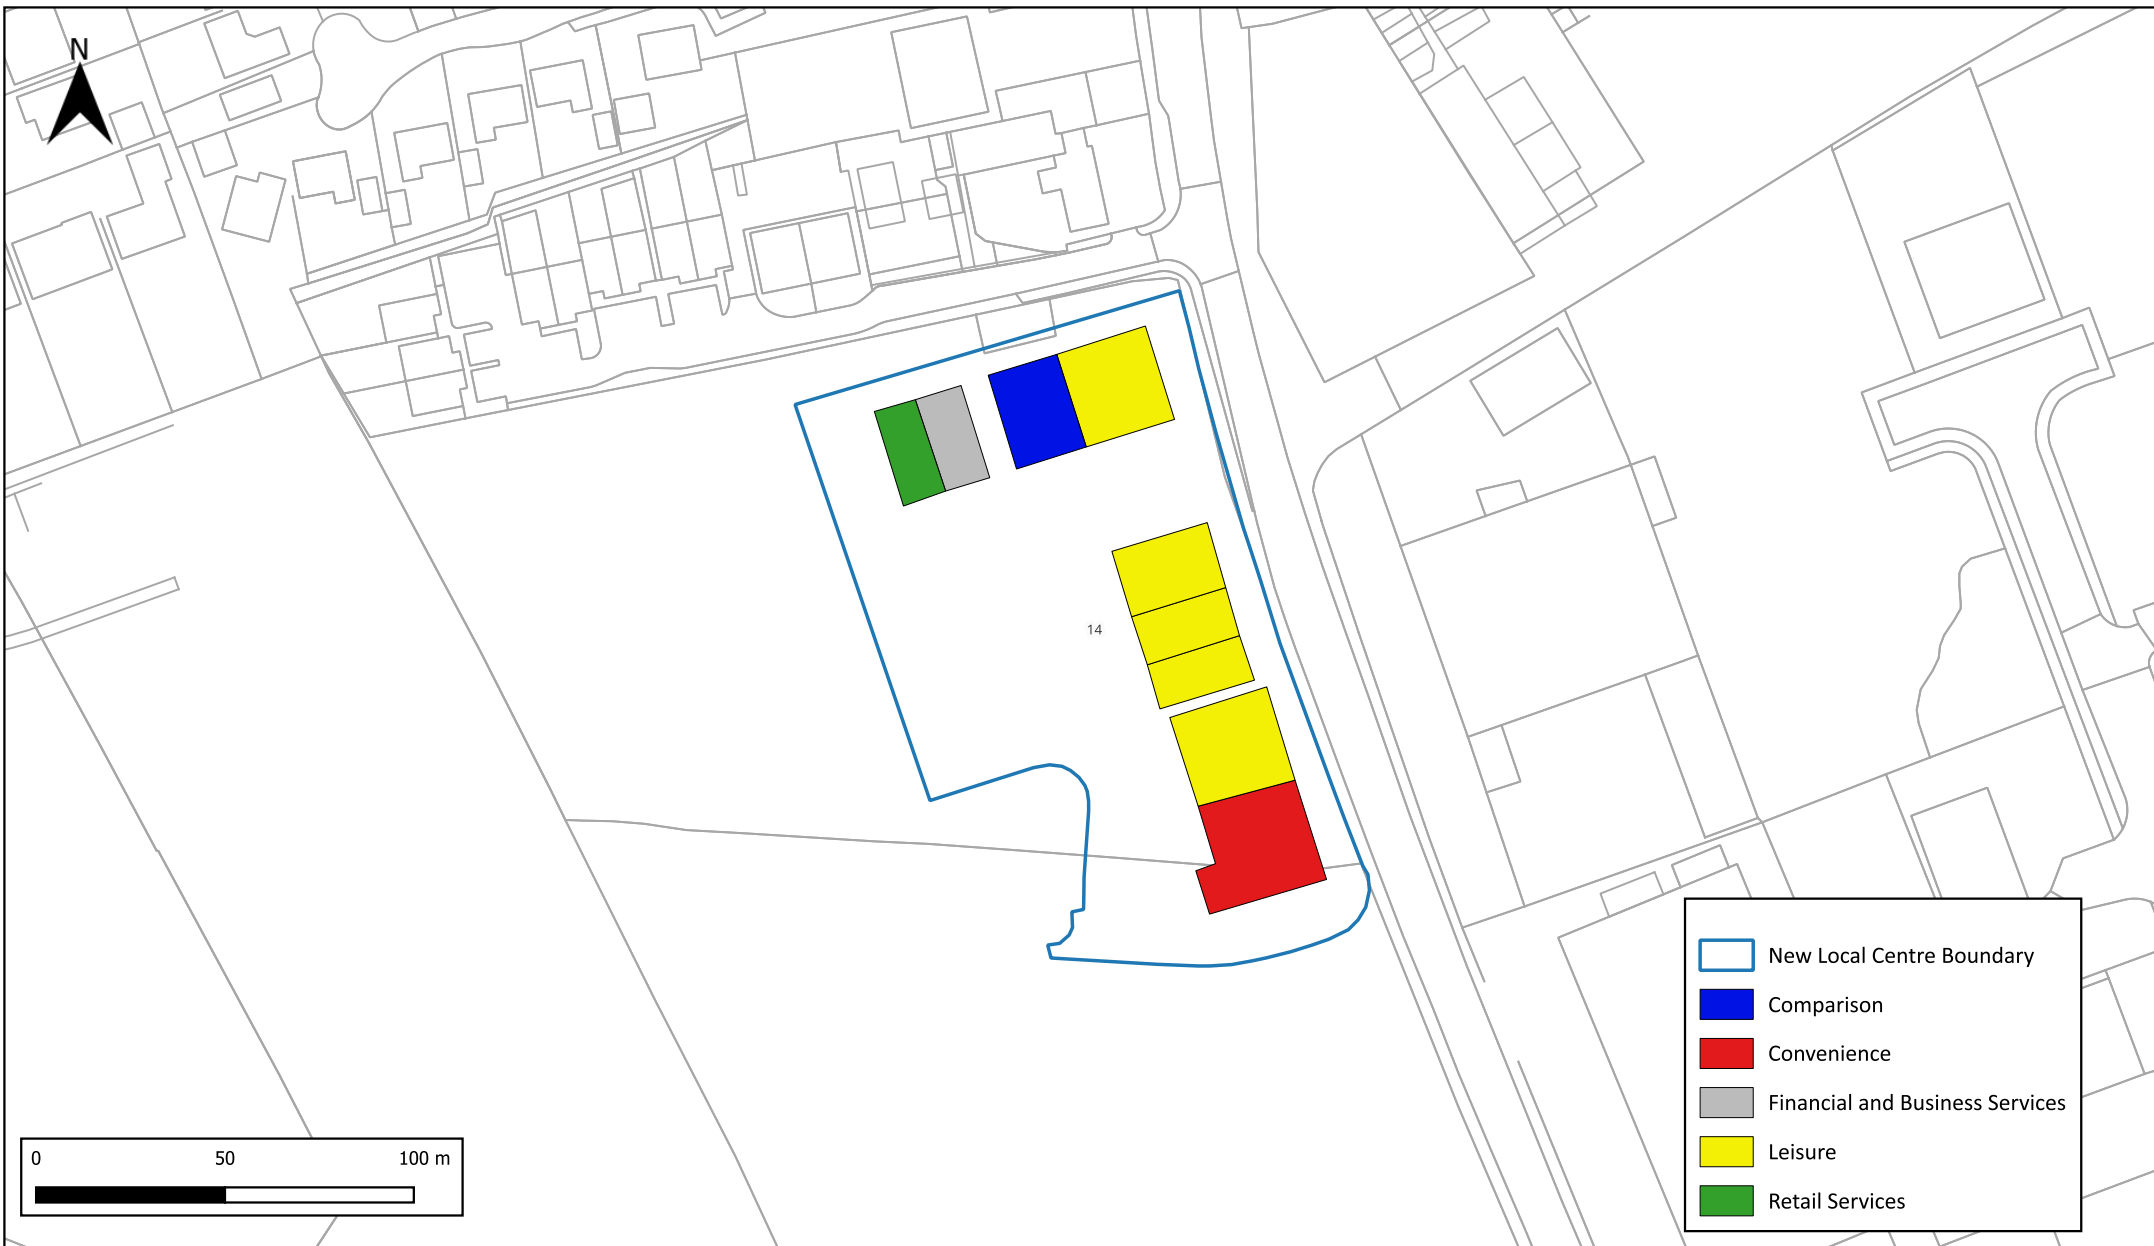 N
14
New Local Centre Boundary
Comparison
Convenience
Financial and Business Services
Leisure
Retail Services
0 50 100 m